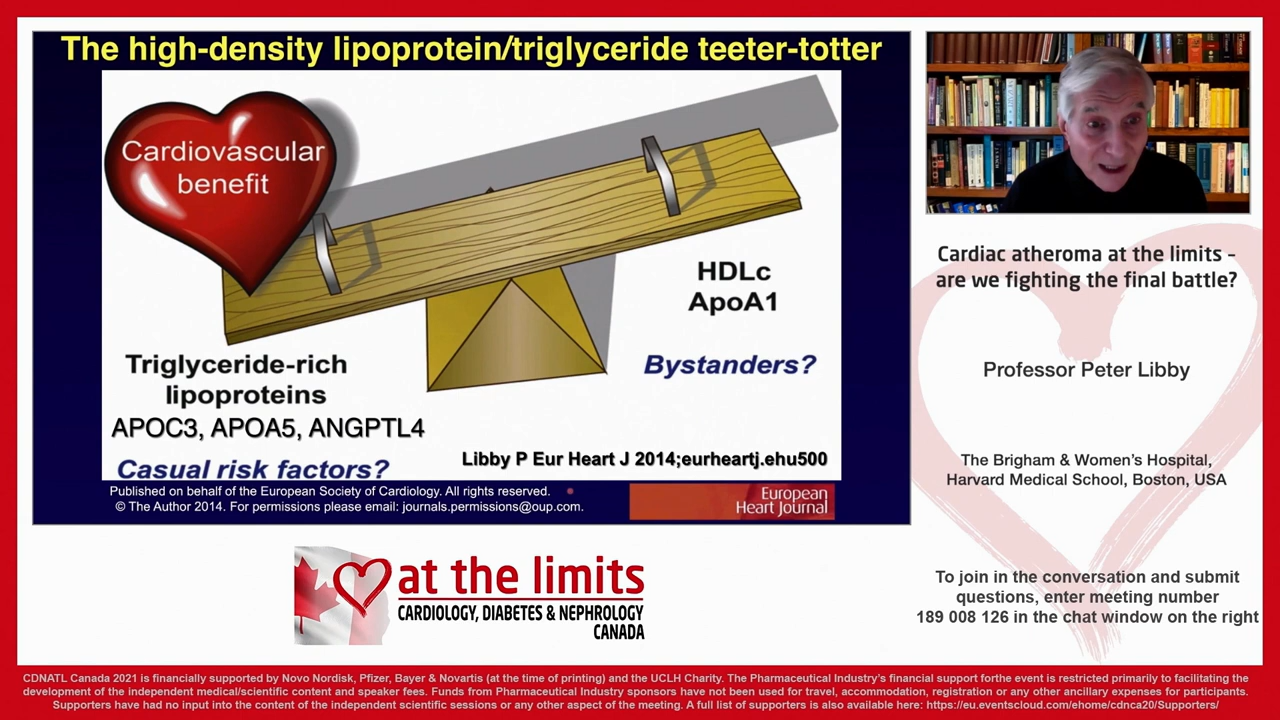 The high-density lipoprotein/triglyceride teeter-totter
Cardiovascular
benefit
HDLc
ApoA1
Bystanders?
Triglyceride-rich
lipoproteins
APOC3, APOA5, ANGPTL4
Casual risk factors?
Libby P Eur Heart J 2014;eurheartj.ehu500
Published on behalf of the European Society of Cardiology. All rights reserved.
© The Author 2014. For permissions please email: journals.permissions@oup.com.
European
Heart Journal
Cardiac atheroma at the limits -
are we fighting the final battle?
Professor Peter Libby
The Brigham & Women's Hospital,
Harvard Medical School, Boston, USA
To join in the conversation and submit
questions, enter meeting number
189 008 126 in the chat window on the right
at the limits
CARDIOLOGY, DIABETES & NEPHROLOGY
CANADA
CDNATL Canada 2021 is financially supported by Novo Nordisk, Pfizer, Bayer & Novartis (at the time of printing) and the UCLH Charity. The Pharmaceutical Industry's financial support forthe event is restricted primarily to facilitating the
development of the independent medical/scientific content and speaker fees. Funds from Pharmaceutical Industry sponsors have not been used for travel, accommodation, registration or any other ancillary expenses for participants.
Supporters have had no input into the content of the independent scientific sessions or any other aspect of the meeting. A full list of supporters is also available here: https://eu.eventscloud.com/ehome/cdnca20/Supporters/